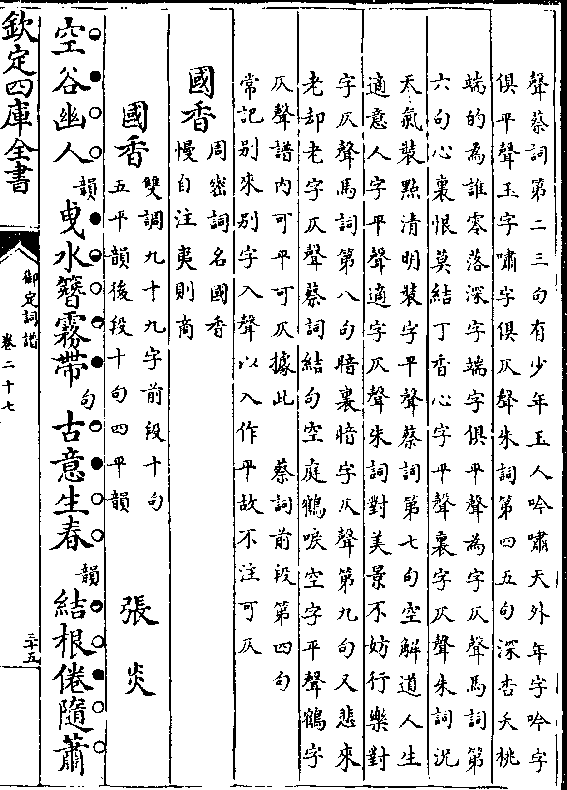 聲蔡詞第二三句有少年玉人吟嘯天外年字吟字
俱平聲玉字嘯字俱仄聲朱詞第四五句深杏夭桃
端的為誰零落深字端字俱平聲為字仄聲馬詞第
六句心裏恨莫結丁香心字平聲裏字仄聲朱詞況
天氣裝點清明裝字平聲蔡詞第七句空解道人生
適意人字平聲適字仄聲朱詞對美景不妨行樂對
字仄聲馬詞第八句暗裏暗字仄聲第九句又悲來
老却老字仄聲蔡詞結句空庭鶴唳空字平聲鶴字
仄聲譜內可平可仄據此 蔡詞前段第四句
常記別來別字入聲以入作平故不注可仄
國香 周密詞名國香
慢自注夷則商
國香 雙調九十九字前段十句
五平韻後段十句四平韻 張炎
空谷幽人韻曳水簪霧帶句古意生春韻結根倦隨蕭
欽定四庫全書
御定詞譜
卷二十七
三十五